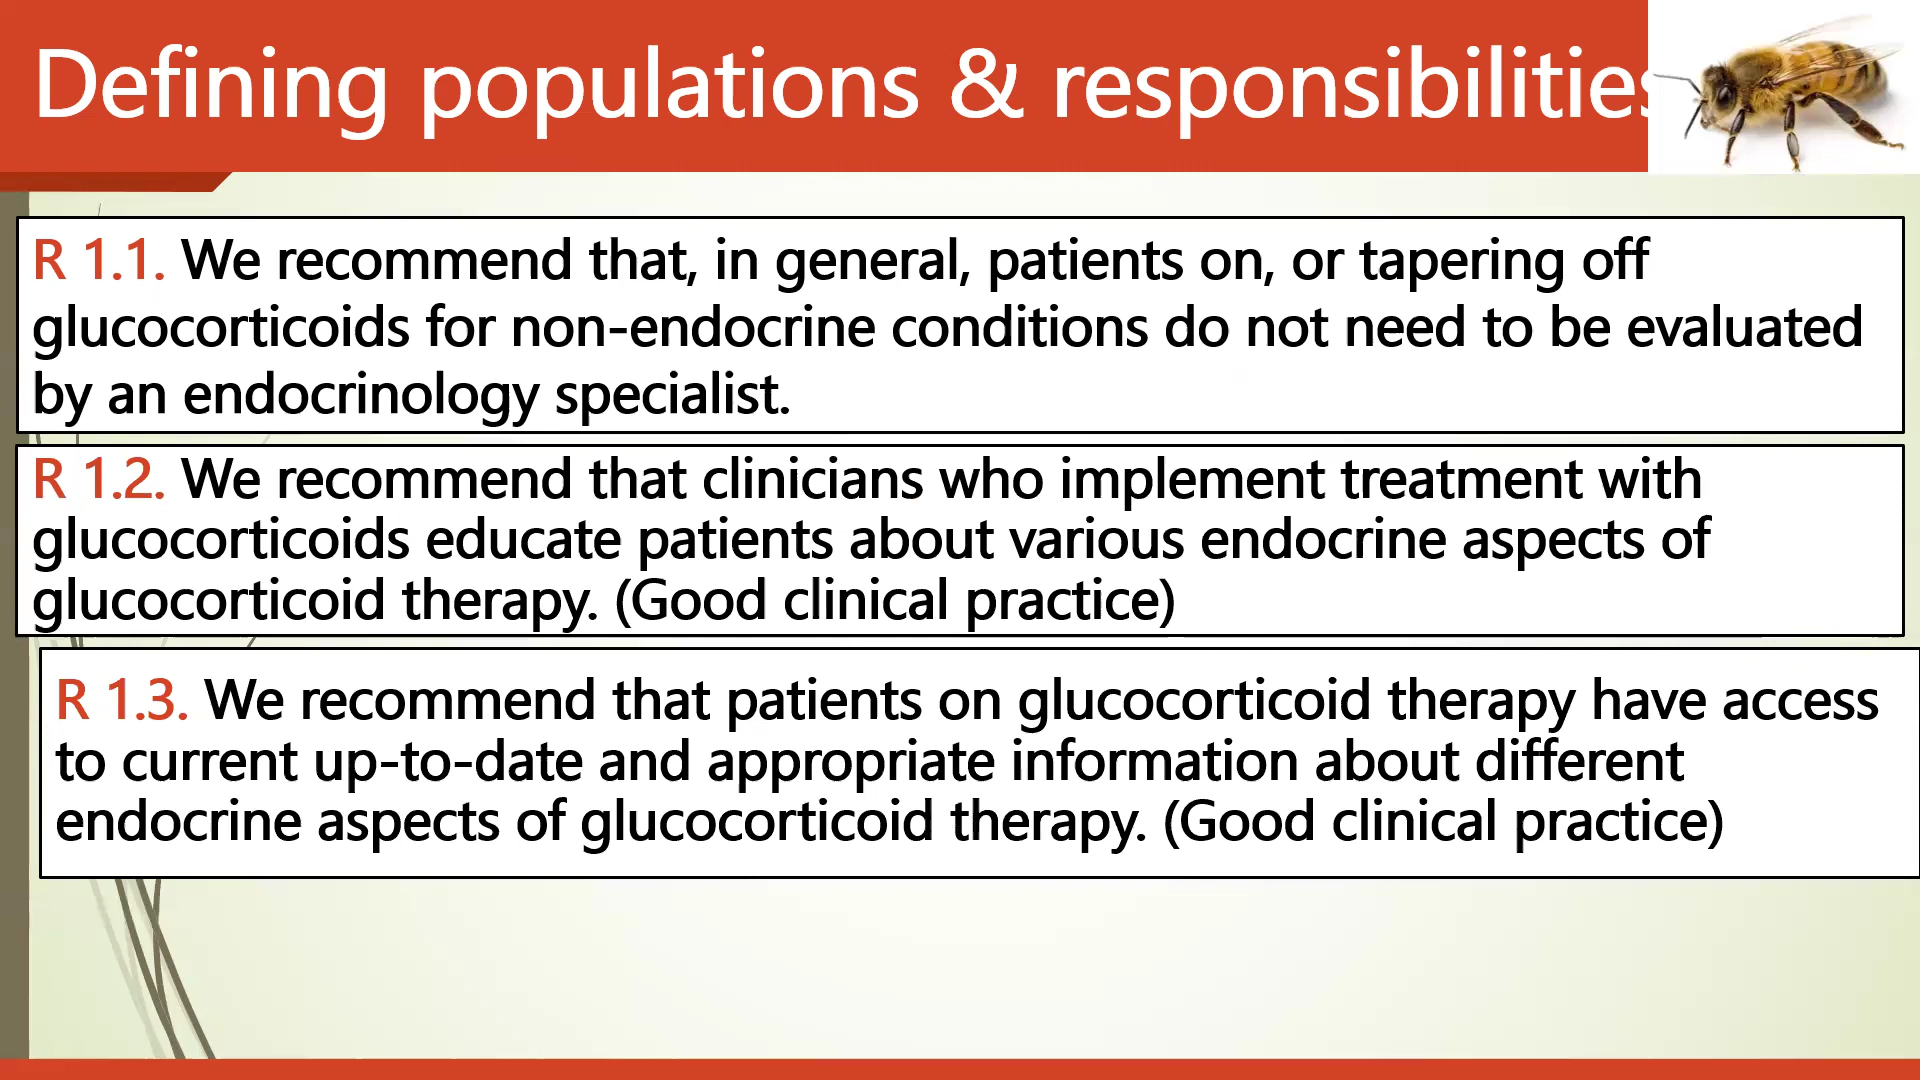 Defining populations & responsibilities
R 1.1. We recommend that, in general, patients on, or tapering off
glucocorticoids for non-endocrine conditions do not need to be evaluated
by an endocrinology specialist.
R 1.2. We recommend that clinicians who implement treatment with
glucocorticoids educate patients about various endocrine aspects of
glucocorticoid therapy. (Good clinical practice)
R 1.3. We recommend that patients on glucocorticoid therapy have access
to current up-to-date and appropriate information about different
endocrine aspects of glucocorticoid therapy. (Good clinical practice)